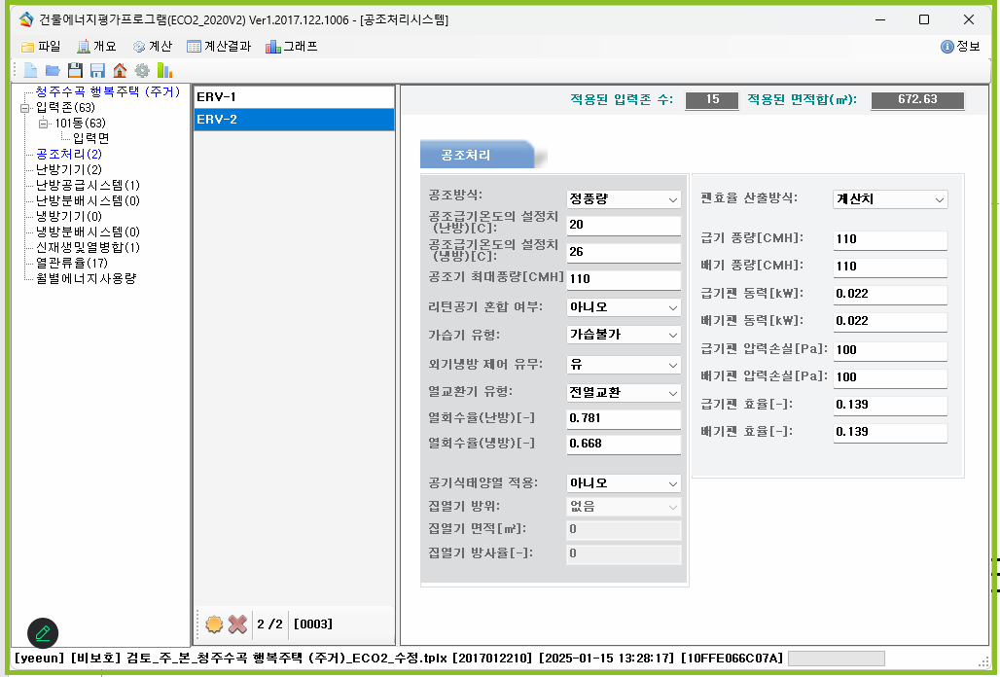 건물에너지평가프로그램(ECO2_2020V2) Ver1.2017.122.1006 - [공조처리시스템]
파일 개요 계산 계산결과 그래프 정보
청주수곡 행복주택 (주거)
입력존(63)
101동(63)
입력면
공조처리(2)
난방기기(2)
난방공급시스템(1)
난방분배시스템(0)
냉방기기(0)
냉방분배시스템(0)
신재생및열병합(1)
열관류율(17)
월별에너지사용량
ERV-1
ERV-2
2 /2 [0003]
적용된 입력존 수: 15 적용된 면적합(㎡): 672.63
공조처리
공조방식: 정풍량
공조급기온도의 설정치
(난방)[C]: 20
공조급기온도의 설정치
(냉방)[C]: 26
공조기 최대풍량[CMH] 110
리턴공기 혼합 여부: 아니오
가습기 유형: 가습불가
외기냉방 제어 유무: 유
열교환기 유형: 전열교환
열회수율(난방)[-] 0.781
열회수율(냉방)[-] 0.668
공기식태양열 적용: 아니오
집열기 방위: 없음
집열기 면적[㎡]: 0
집열기 방사율[-]: 0
팬효율 산출방식: 계산치
급기 풍량[CMH]: 110
배기 풍량[CMH]: 110
급기팬 동력[kW]: 0.022
배기팬 동력[kW]: 0.022
급기팬 압력손실[Pa]: 100
배기팬 압력손실[Pa]: 100
급기팬 효율[-]: 0.139
배기팬 효율[-]: 0.139
[yeeun] [비보호] 검토_주_본_청주수곡 행복주택 (주거)_ECO2_수정.tplx [2017012210] [2025-01-15 13:28:17] [10FFE066C07A]